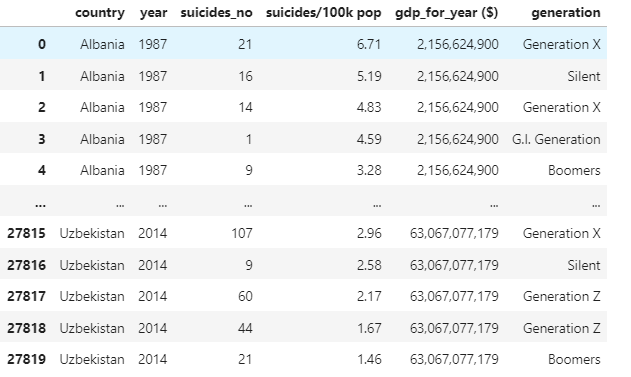 country year suicides_no suicides/100k pop gdp_for_year ($) generation
0 Albania 1987 21 6.71 2,156,624,900 Generation X
1 Albania 1987 16 5.19 2,156,624,900 Silent
2 Albania 1987 14 4.83 2,156,624,900 Generation X
3 Albania 1987 1 4.59 2,156,624,900 G.I. Generation
4 Albania 1987 9 3.28 2,156,624,900 Boomers
... ... ... ... ... ... ...
27815 Uzbekistan 2014 107 2.96 63,067,077,179 Generation X
27816 Uzbekistan 2014 9 2.58 63,067,077,179 Silent
27817 Uzbekistan 2014 60 2.17 63,067,077,179 Generation Z
27818 Uzbekistan 2014 44 1.67 63,067,077,179 Generation Z
27819 Uzbekistan 2014 21 1.46 63,067,077,179 Boomers